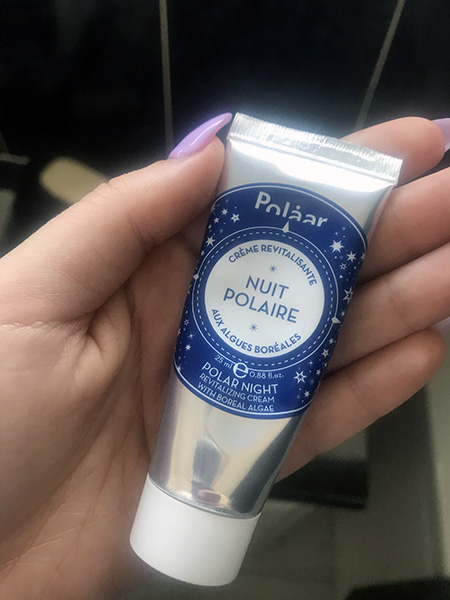 Polåar
CRÈME REVITALISANTE
NUIT
POLAIRE
AUX ALGUES BORÉALES
25 ml ℮ 0.88 fl.oz.
POLAR NIGHT
REVITALIZING CREAM
WITH BOREAL ALGAE